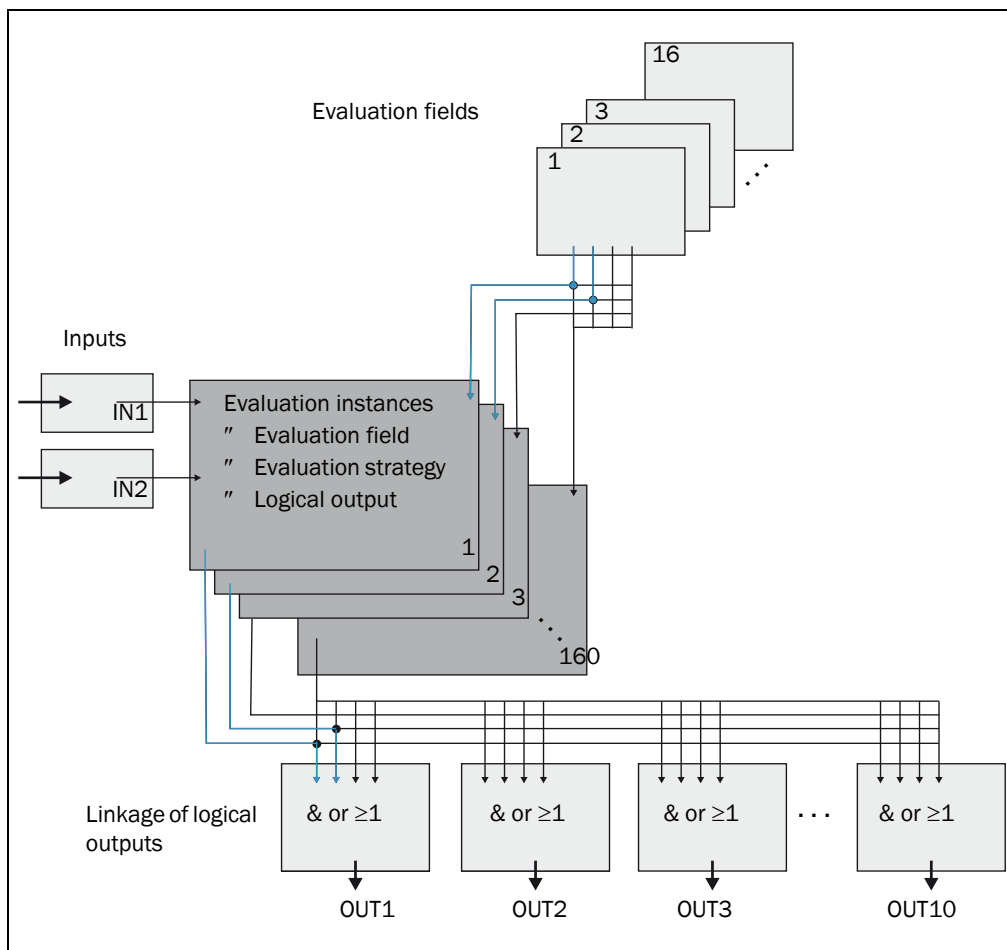 16
Evaluation fields
3
2
1
Inputs
IN1
IN2
Evaluation instances
″ Evaluation field
″ Evaluation strategy
″ Logical output
1
2
3
160
Linkage of logical
outputs
& or ≥1
& or ≥1
& or ≥1
. . .
& or ≥1
OUT1
OUT2
OUT3
OUT10